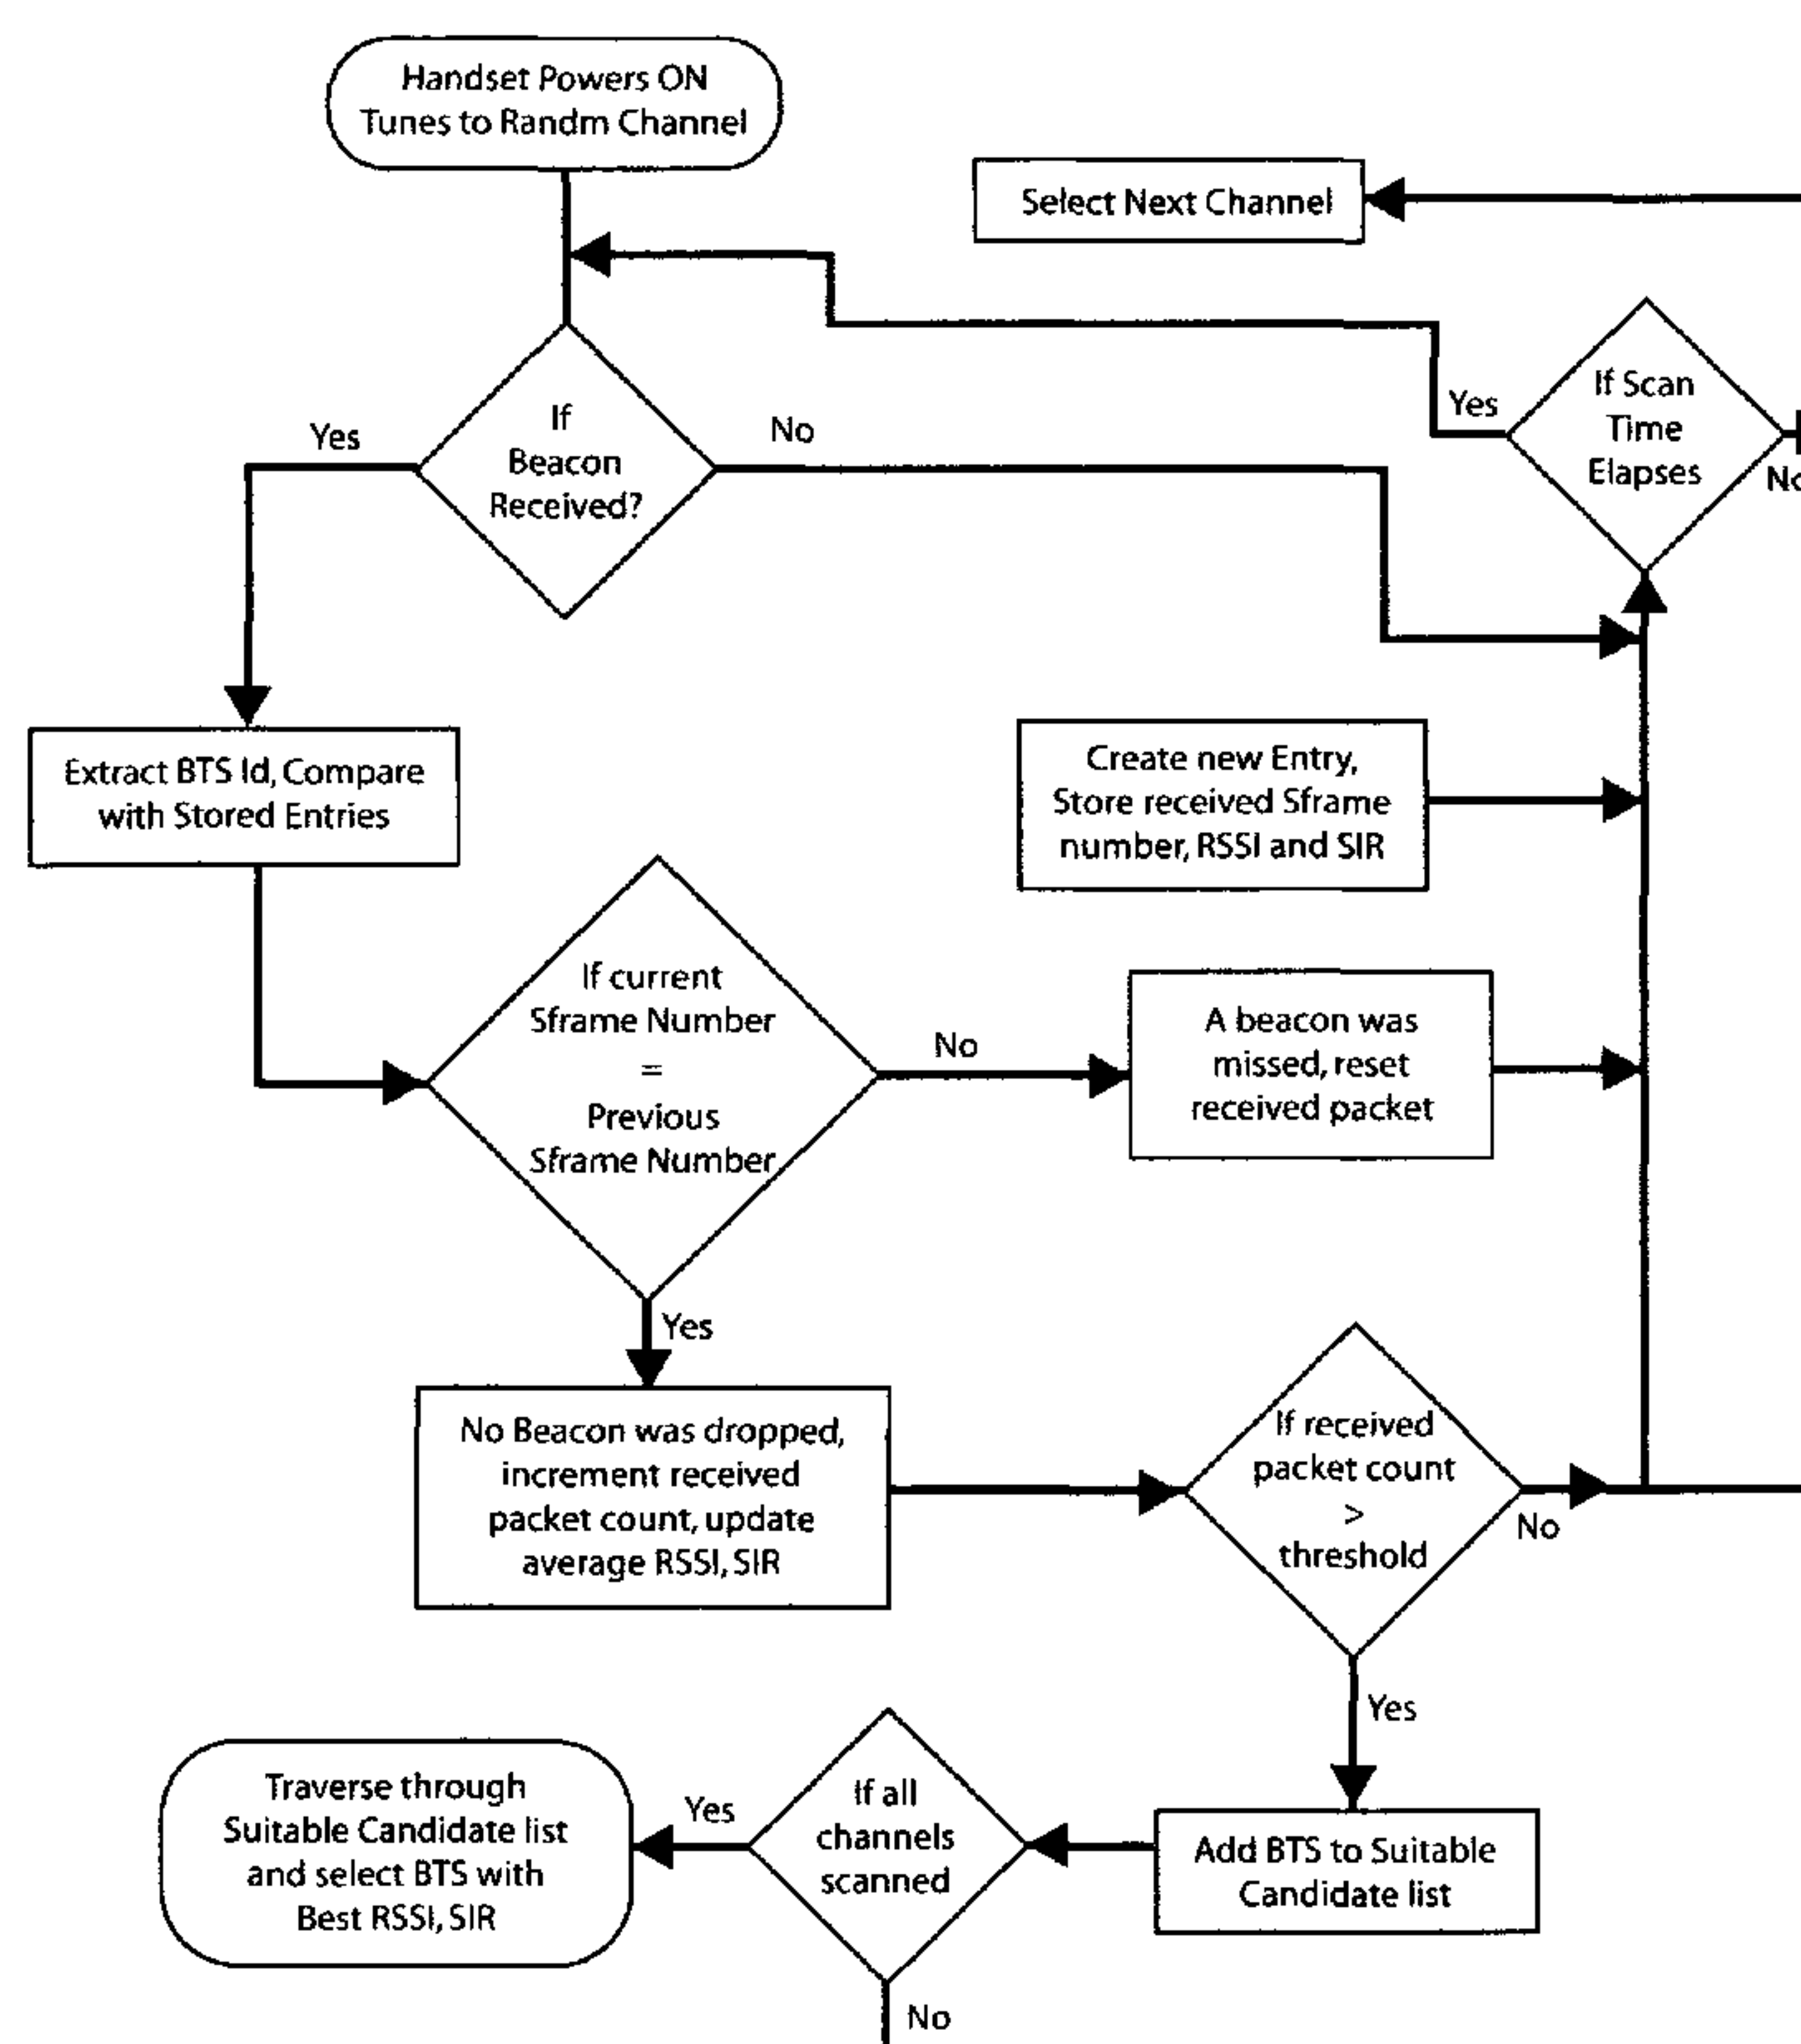 Handset Powers ON
Tunes to Randm Channel
Select Next Channel
If
Beacon
Received?
Yes
No
If Scan
Time
Elapses
Yes
Extract BTS Id, Compare
with Stored Entries
Create new Entry,
Store received Sframe
number, RSSI and SIR
If current
Sframe Number
=
Previous
Sframe Number
No
A beacon was
missed, reset
received packet
Yes
No Beacon was dropped,
increment received
packet count, update
average RSSI, SIR
If received
packet count
>
threshold
No
Yes
Add BTS to Suitable
Candidate list
If all
channels
scanned
Yes
Traverse through
Suitable Candidate list
and select BTS with
Best RSSI, SIR
No